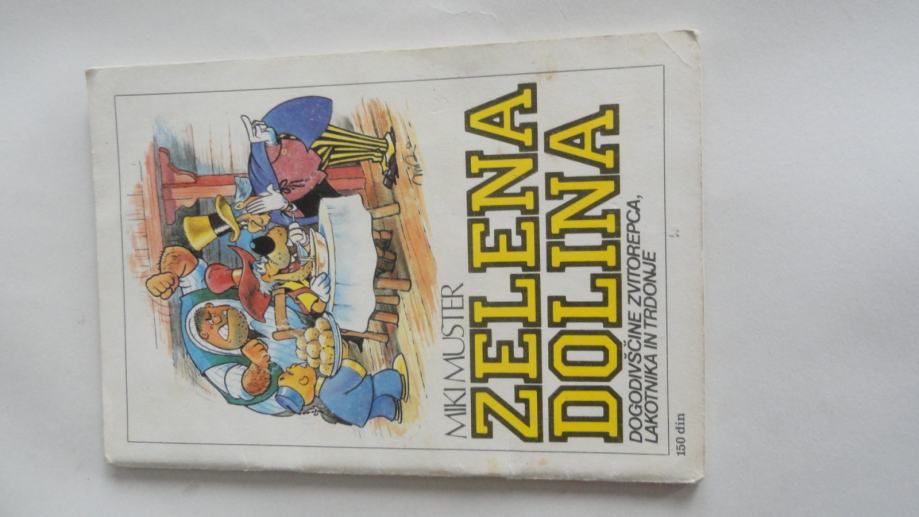 MIKI MUSTER
ZELENA
DOLINA
DOGODIVŠČINE ZVITOREPCA,
LAKOTNIKA IN TRDONJE
150 din